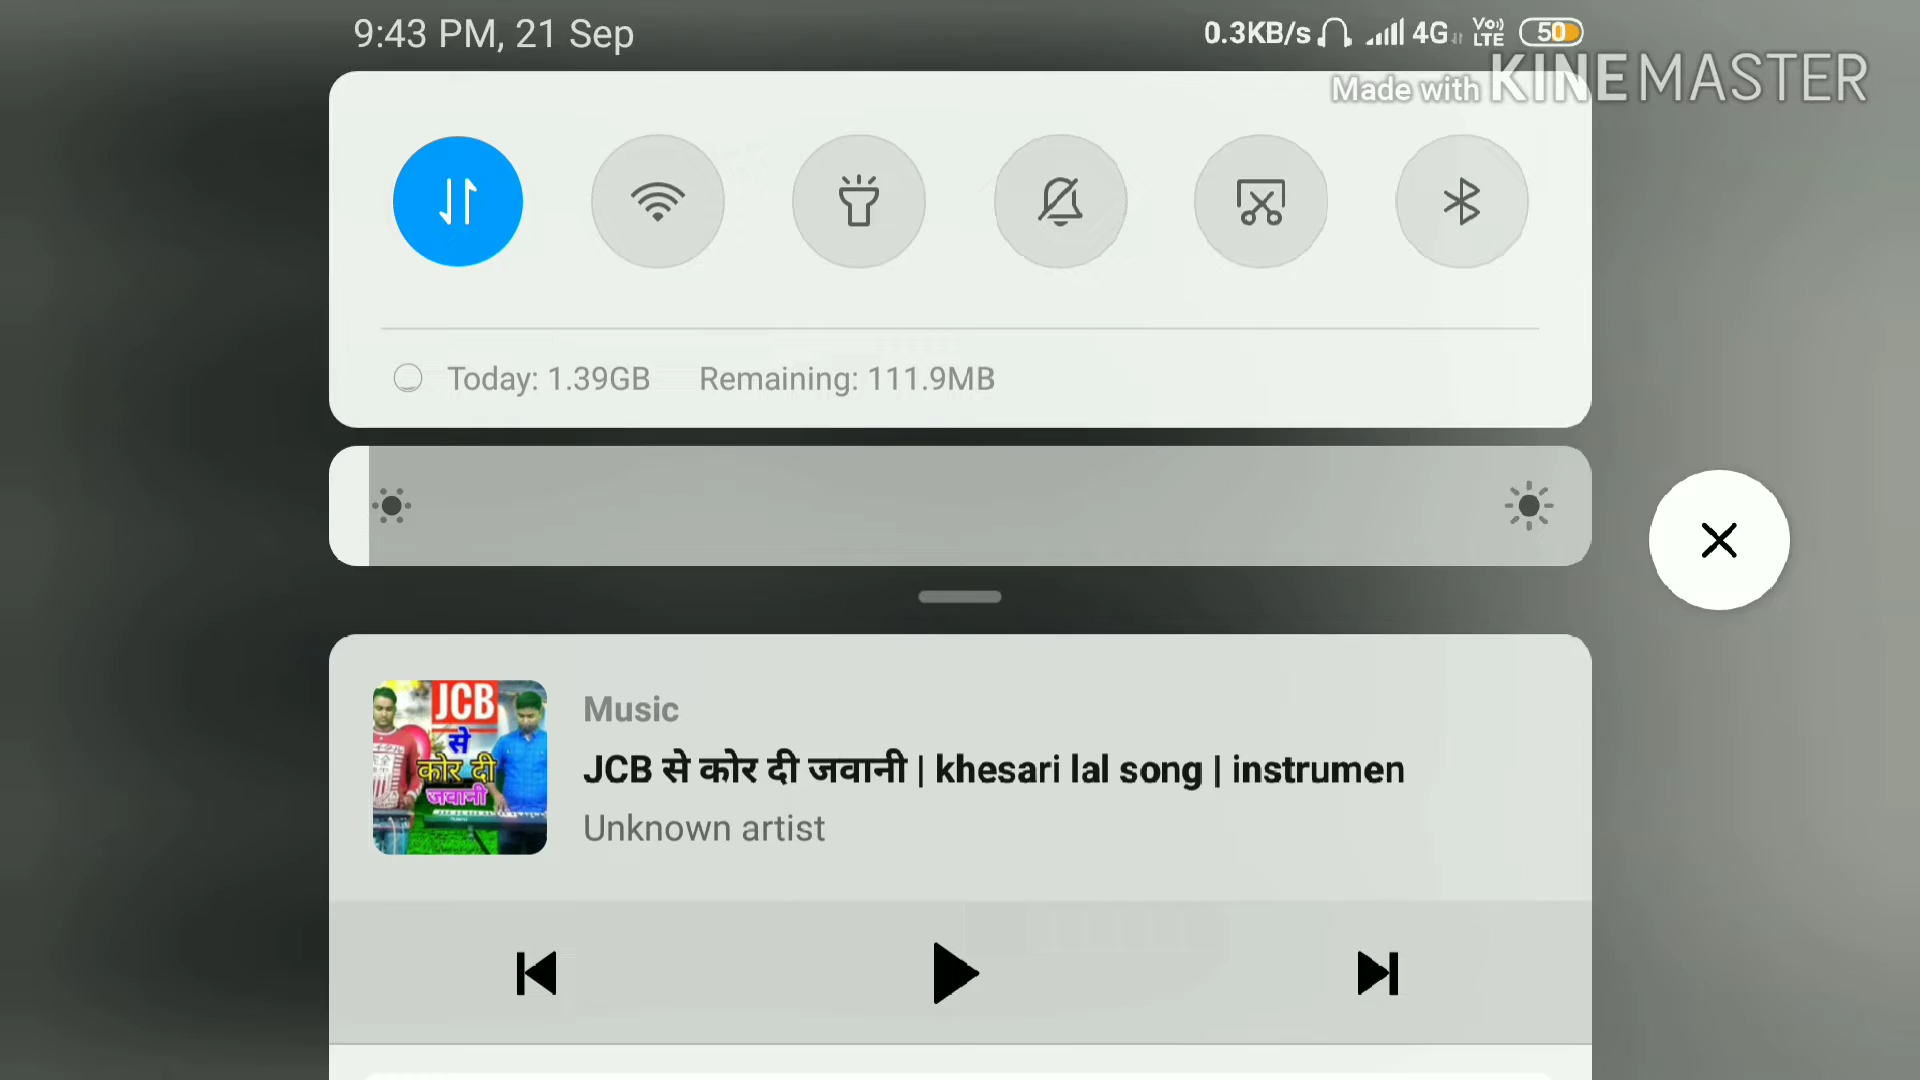 9:43 PM, 21 Sep
0.3KB/s 4G Vo)) LTE 50
Made with KINEMASTER
Today: 1.39GB Remaining: 111.9MB
JCB
से
कोर दी
जवानी
Music
JCB से कोर दी जवानी | khesari lal song | instrumen
Unknown artist